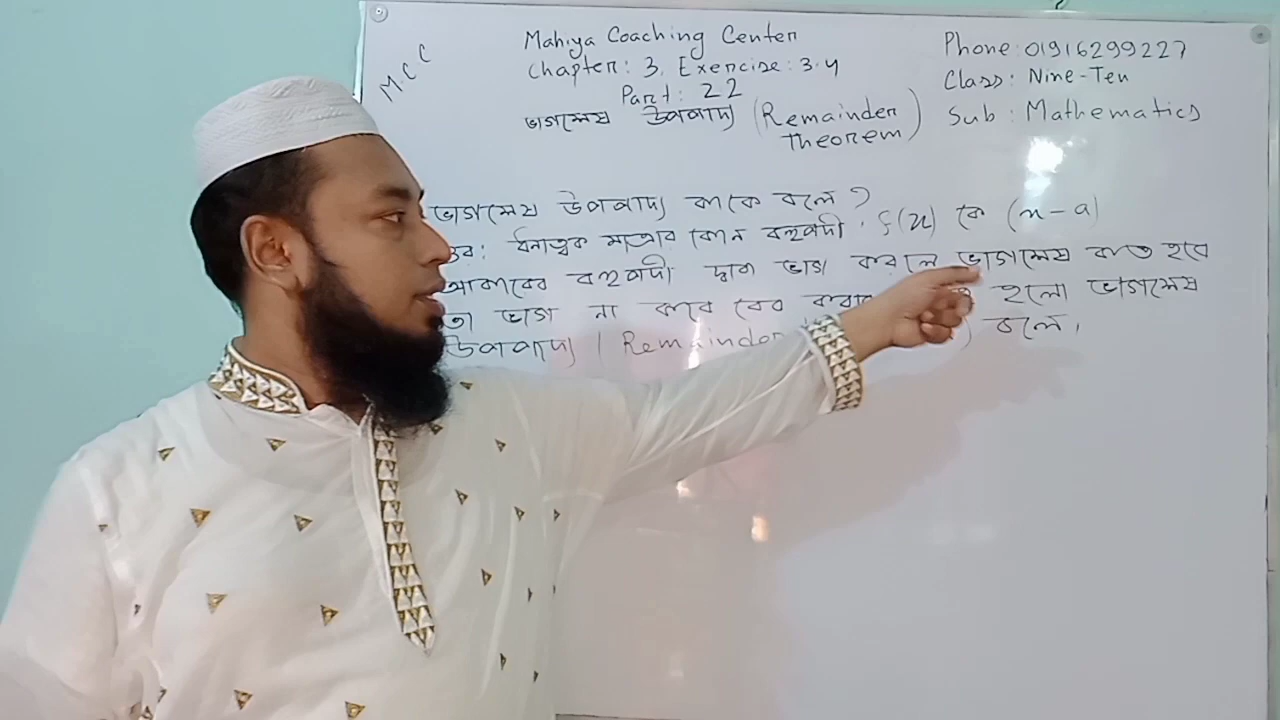 M.C.C
Mahiya Coaching Center
Chapter: 3, Exercise: 3.4
Part: 22
ভাগশেষ উপপাদ্য (Remainder Theorem)
Phone: 01916299227
Class: Nine-Ten
Sub: Mathematics
ভাগশেষ উপপাদ্য কাকে বলে?
ধনাত্বক মাত্রার কোন বহুপদী f(x) কে (x-a)
আকারের বহুপদী দ্বারা ভাগ করলে ভাগশেষ কত হবে
তা ভাগ না করে বের করার হলো ভাগশেষ
উপপাদ্য (Remainder ) বলে।